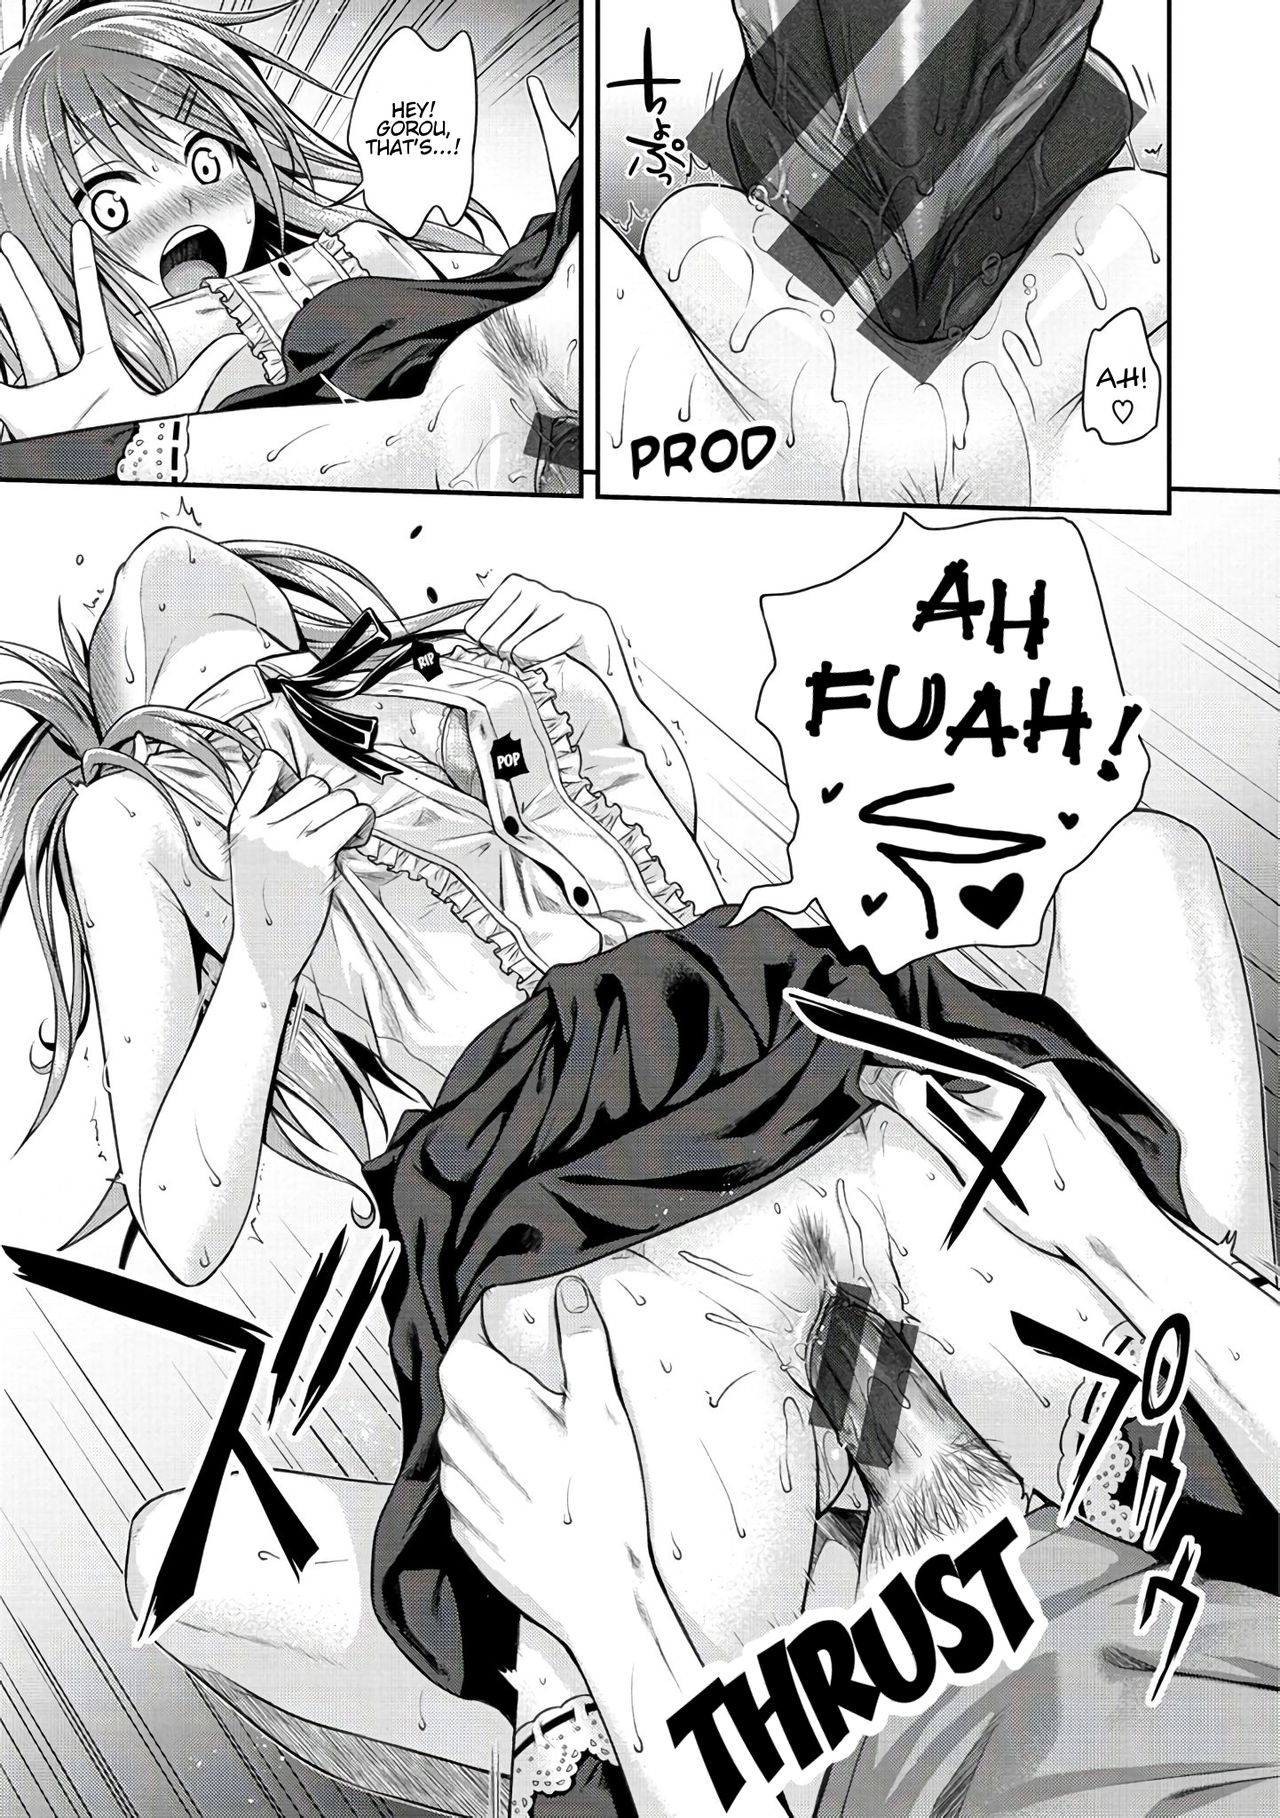 ちょぷっ
AH!
♡
PROD
HEY!
GOROU,
THAT'S...!
AH
FUAH!
♡
RIP
POP
THRUST